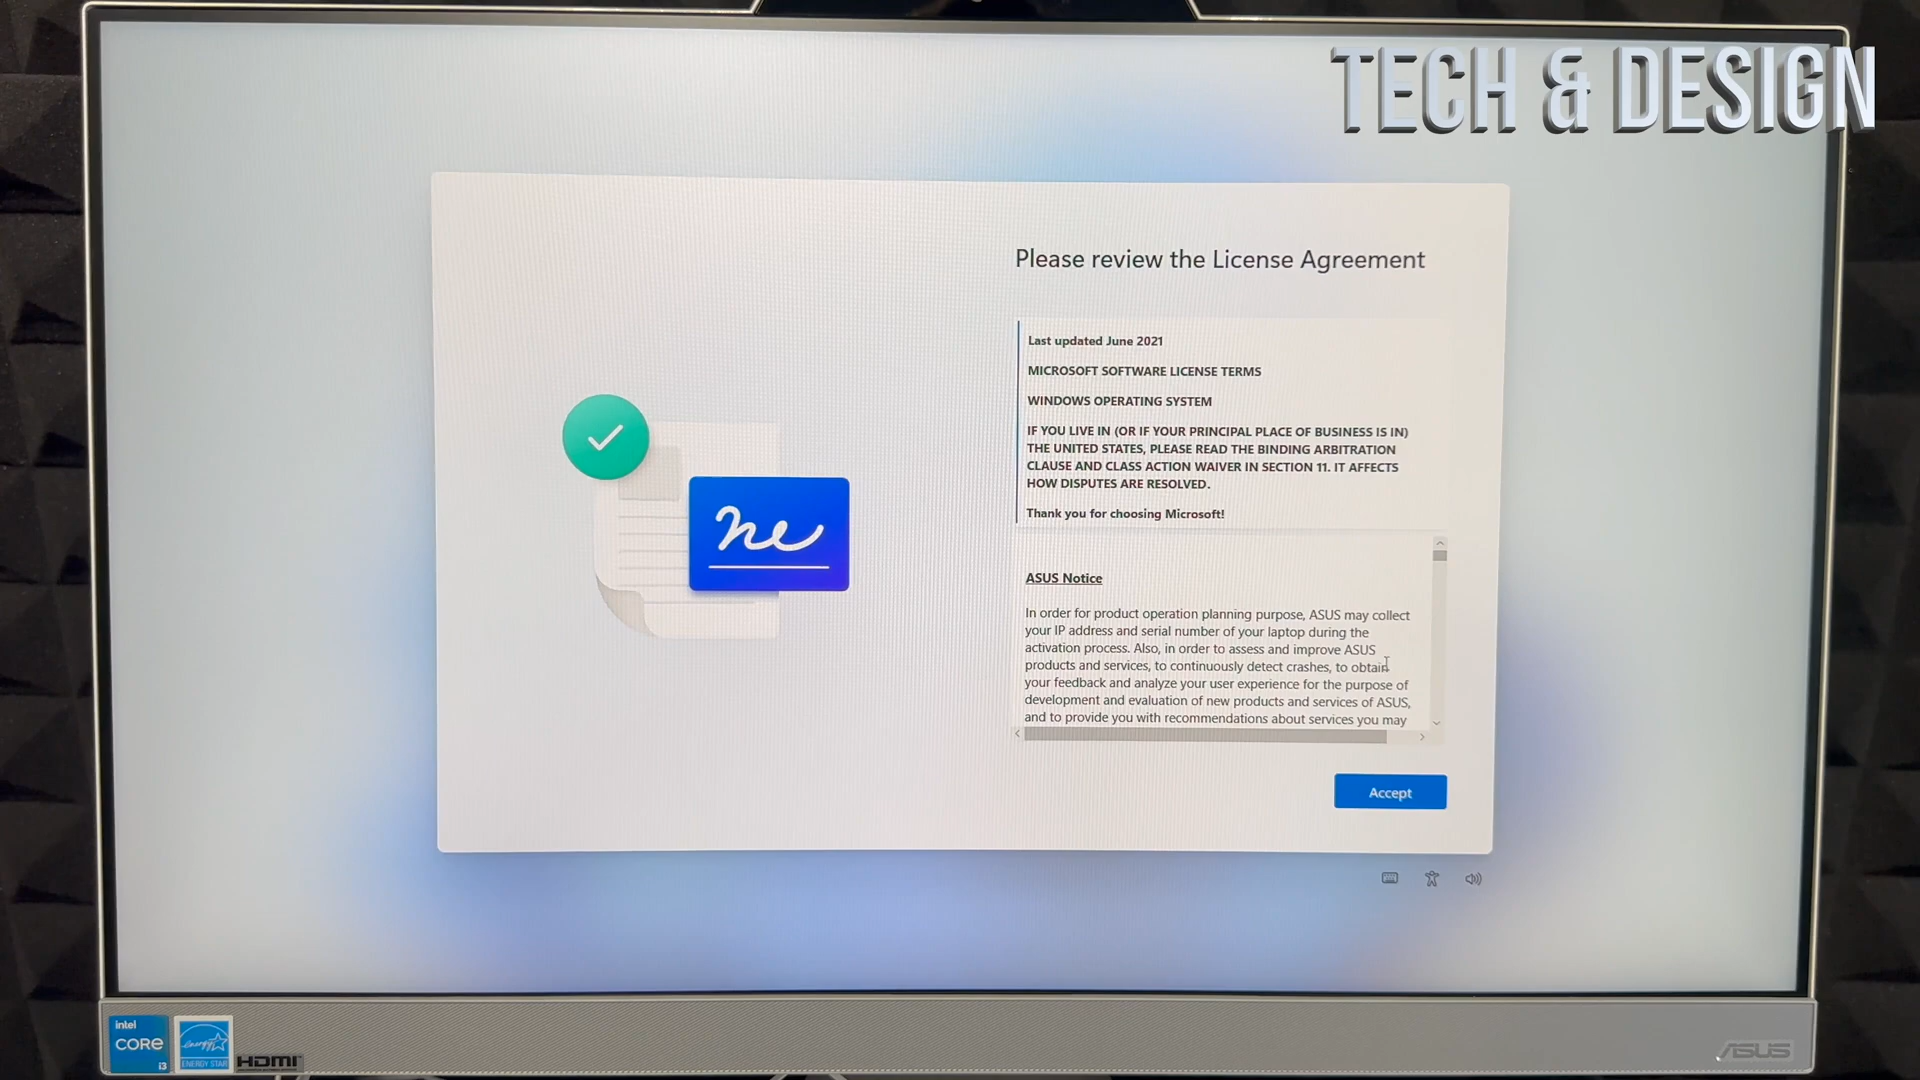 TECH & DESIGN
Please review the License Agreement
Last updated June 2021
MICROSOFT SOFTWARE LICENSE TERMS
WINDOWS OPERATING SYSTEM
IF YOU LIVE IN (OR IF YOUR PRINCIPAL PLACE OF BUSINESS IS IN)
THE UNITED STATES, PLEASE READ THE BINDING ARBITRATION
CLAUSE AND CLASS ACTION WAIVER IN SECTION 11. IT AFFECTS
HOW DISPUTES ARE RESOLVED.
Thank you for choosing Microsoft!
ASUS Notice
In order for product operation planning purpose, ASUS may collect
your IP address and serial number of your laptop during the
activation process. Also, in order to assess and improve ASUS
products and services, to continuously detect crashes, to obtain
your feedback and analyze your user experience for the purpose of
development and evaluation of new products and services of ASUS,
and to provide you with recommendations about services you may
Accept
intel
CORE
i3
energy
ENERGY STAR
HDMI
ASUS